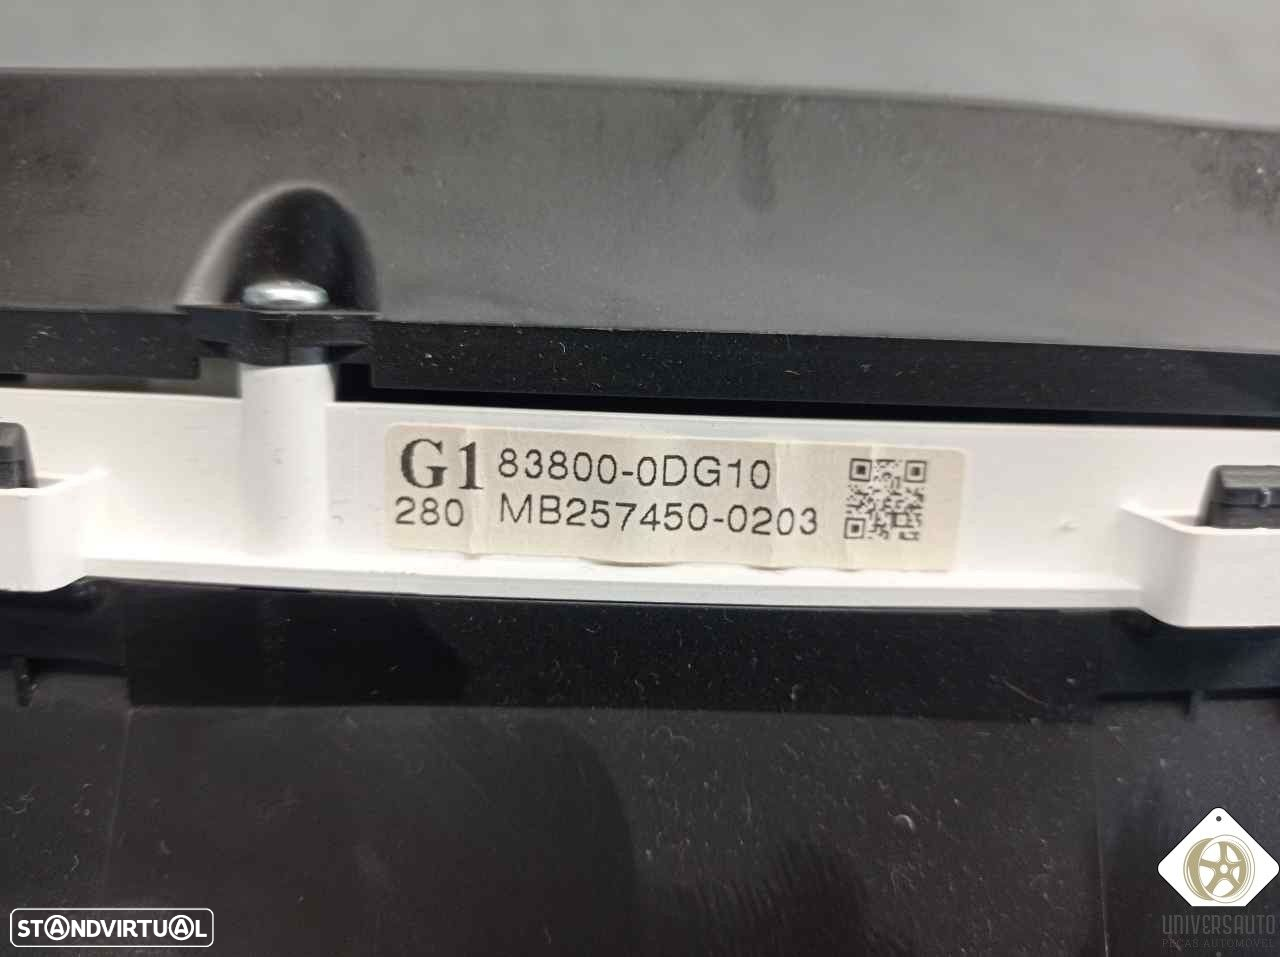 G1 83800-0DG10
280 MB257450-0203
STANDVIRTUAL
UNIVERSAUTO
PEÇAS AUTOMÓVEL